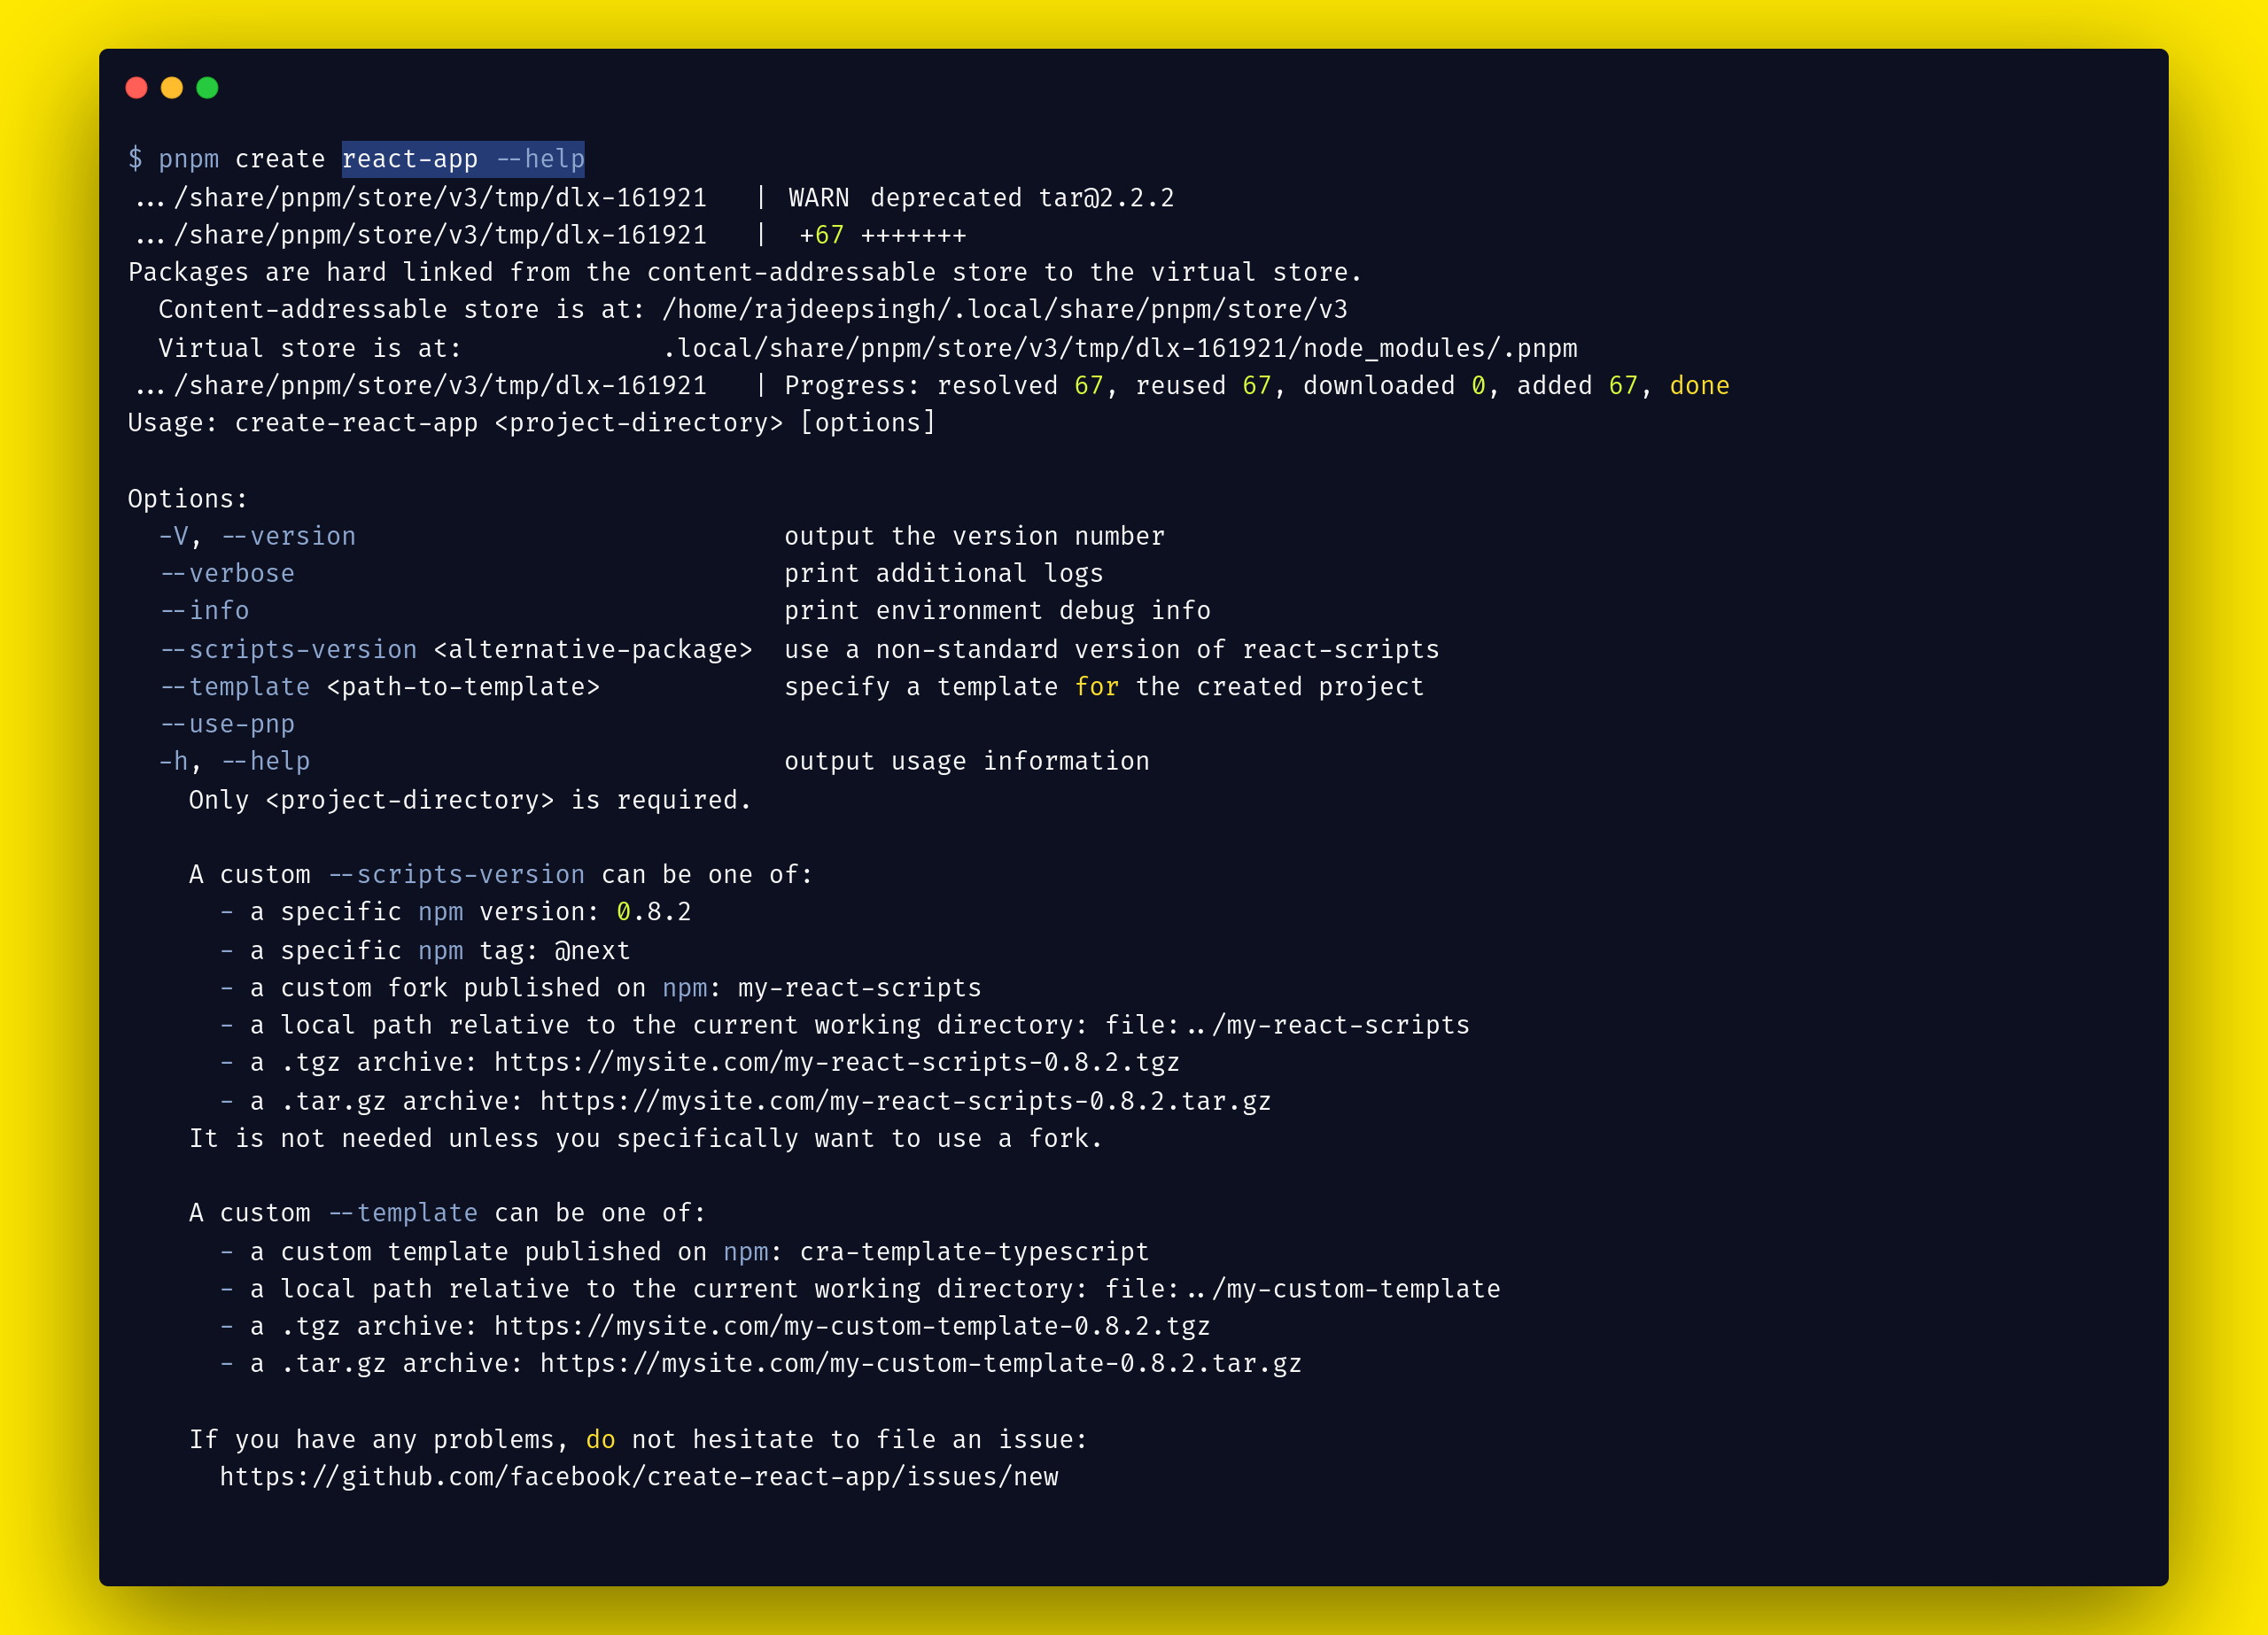 $ pnpm create react-app --help
.../share/pnpm/store/v3/tmp/dlx-161921   | WARN deprecated tar@2.2.2
.../share/pnpm/store/v3/tmp/dlx-161921   |  +67 +++++++
Packages are hard linked from the content-addressable store to the virtual store.
  Content-addressable store is at: /home/rajdeepsingh/.local/share/pnpm/store/v3
  Virtual store is at:             .local/share/pnpm/store/v3/tmp/dlx-161921/node_modules/.pnpm
.../share/pnpm/store/v3/tmp/dlx-161921   | Progress: resolved 67, reused 67, downloaded 0, added 67, done
Usage: create-react-app <project-directory> [options]

Options:
  -V, --version                            output the version number
  --verbose                                print additional logs
  --info                                   print environment debug info
  --scripts-version <alternative-package>  use a non-standard version of react-scripts
  --template <path-to-template>            specify a template for the created project
  --use-pnp
  -h, --help                               output usage information
    Only <project-directory> is required.

    A custom --scripts-version can be one of:
      - a specific npm version: 0.8.2
      - a specific npm tag: @next
      - a custom fork published on npm: my-react-scripts
      - a local path relative to the current working directory: file:../my-react-scripts
      - a .tgz archive: https://mysite.com/my-react-scripts-0.8.2.tgz
      - a .tar.gz archive: https://mysite.com/my-react-scripts-0.8.2.tar.gz
    It is not needed unless you specifically want to use a fork.

    A custom --template can be one of:
      - a custom template published on npm: cra-template-typescript
      - a local path relative to the current working directory: file:../my-custom-template
      - a .tgz archive: https://mysite.com/my-custom-template-0.8.2.tgz
      - a .tar.gz archive: https://mysite.com/my-custom-template-0.8.2.tar.gz

    If you have any problems, do not hesitate to file an issue:
      https://github.com/facebook/create-react-app/issues/new